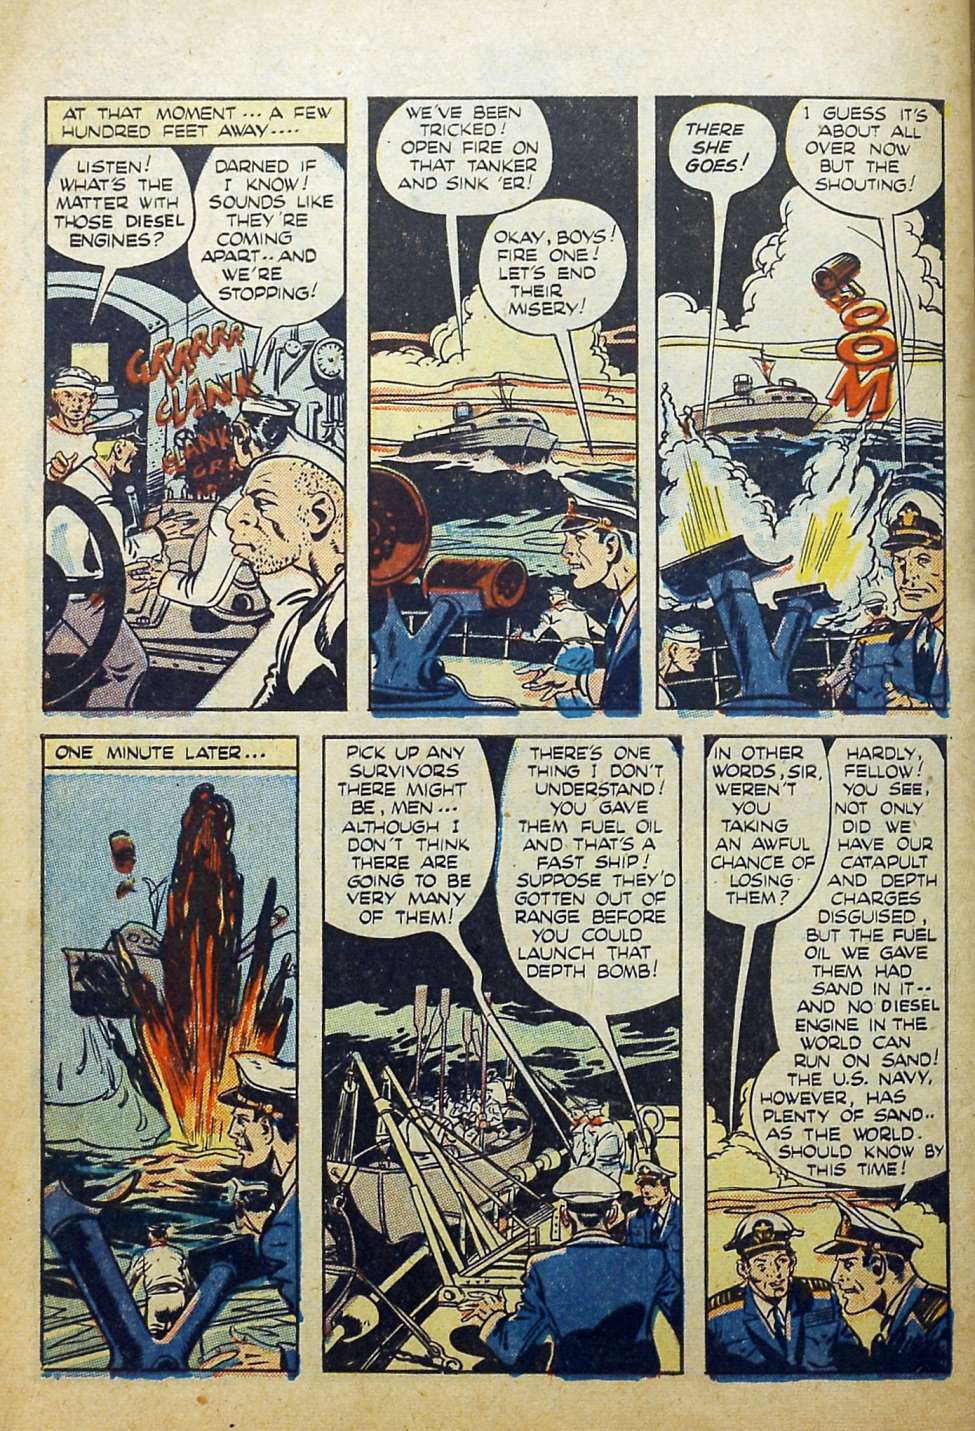 AT THAT MOMENT... A FEW
HUNDRED FEET AWAY....
LISTEN!
WHAT'S THE
MATTER WITH
THOSE DIESEL
ENGINES?
DARNED IF
I KNOW!
SOUNDS LIKE
THEY'RE
COMING
APART.. AND
WE'RE
STOPPING!
GRRRRR
CLANK
CLANK
GRR
WE'VE BEEN
TRICKED!
OPEN FIRE ON
THAT TANKER
AND SINK 'ER!
OKAY, BOYS!
FIRE ONE!
LET'S END
THEIR
MISERY!
THERE
SHE
GOES!
I GUESS IT'S
ABOUT ALL
OVER NOW
BUT THE
SHOUTING!
BOOM
ONE MINUTE LATER...
PICK UP ANY
SURVIVORS
THERE MIGHT
BE, MEN...
ALTHOUGH I
DON'T THINK
THERE ARE
GOING TO BE
VERY MANY
OF THEM!
THERE'S ONE
THING I DON'T
UNDERSTAND!
YOU GAVE
THEM FUEL OIL
AND THAT'S A
FAST SHIP!
SUPPOSE THEY'D
GOTTEN OUT OF
RANGE BEFORE
YOU COULD
LAUNCH THAT
DEPTH BOMB!
IN OTHER
WORDS, SIR,
WEREN'T
YOU
TAKING
AN AWFUL
CHANCE OF
LOSING
THEM?
HARDLY,
FELLOW!
YOU SEE,
NOT ONLY
DID WE
HAVE OUR
CATAPULT
AND DEPTH
CHARGES
DISGUISED,
BUT THE FUEL
OIL WE GAVE
THEM HAD
SAND IN IT--
AND NO DIESEL
ENGINE IN THE
WORLD CAN
RUN ON SAND!
THE U.S. NAVY,
HOWEVER, HAS
PLENTY OF SAND..
AS THE WORLD
SHOULD KNOW BY
THIS TIME!